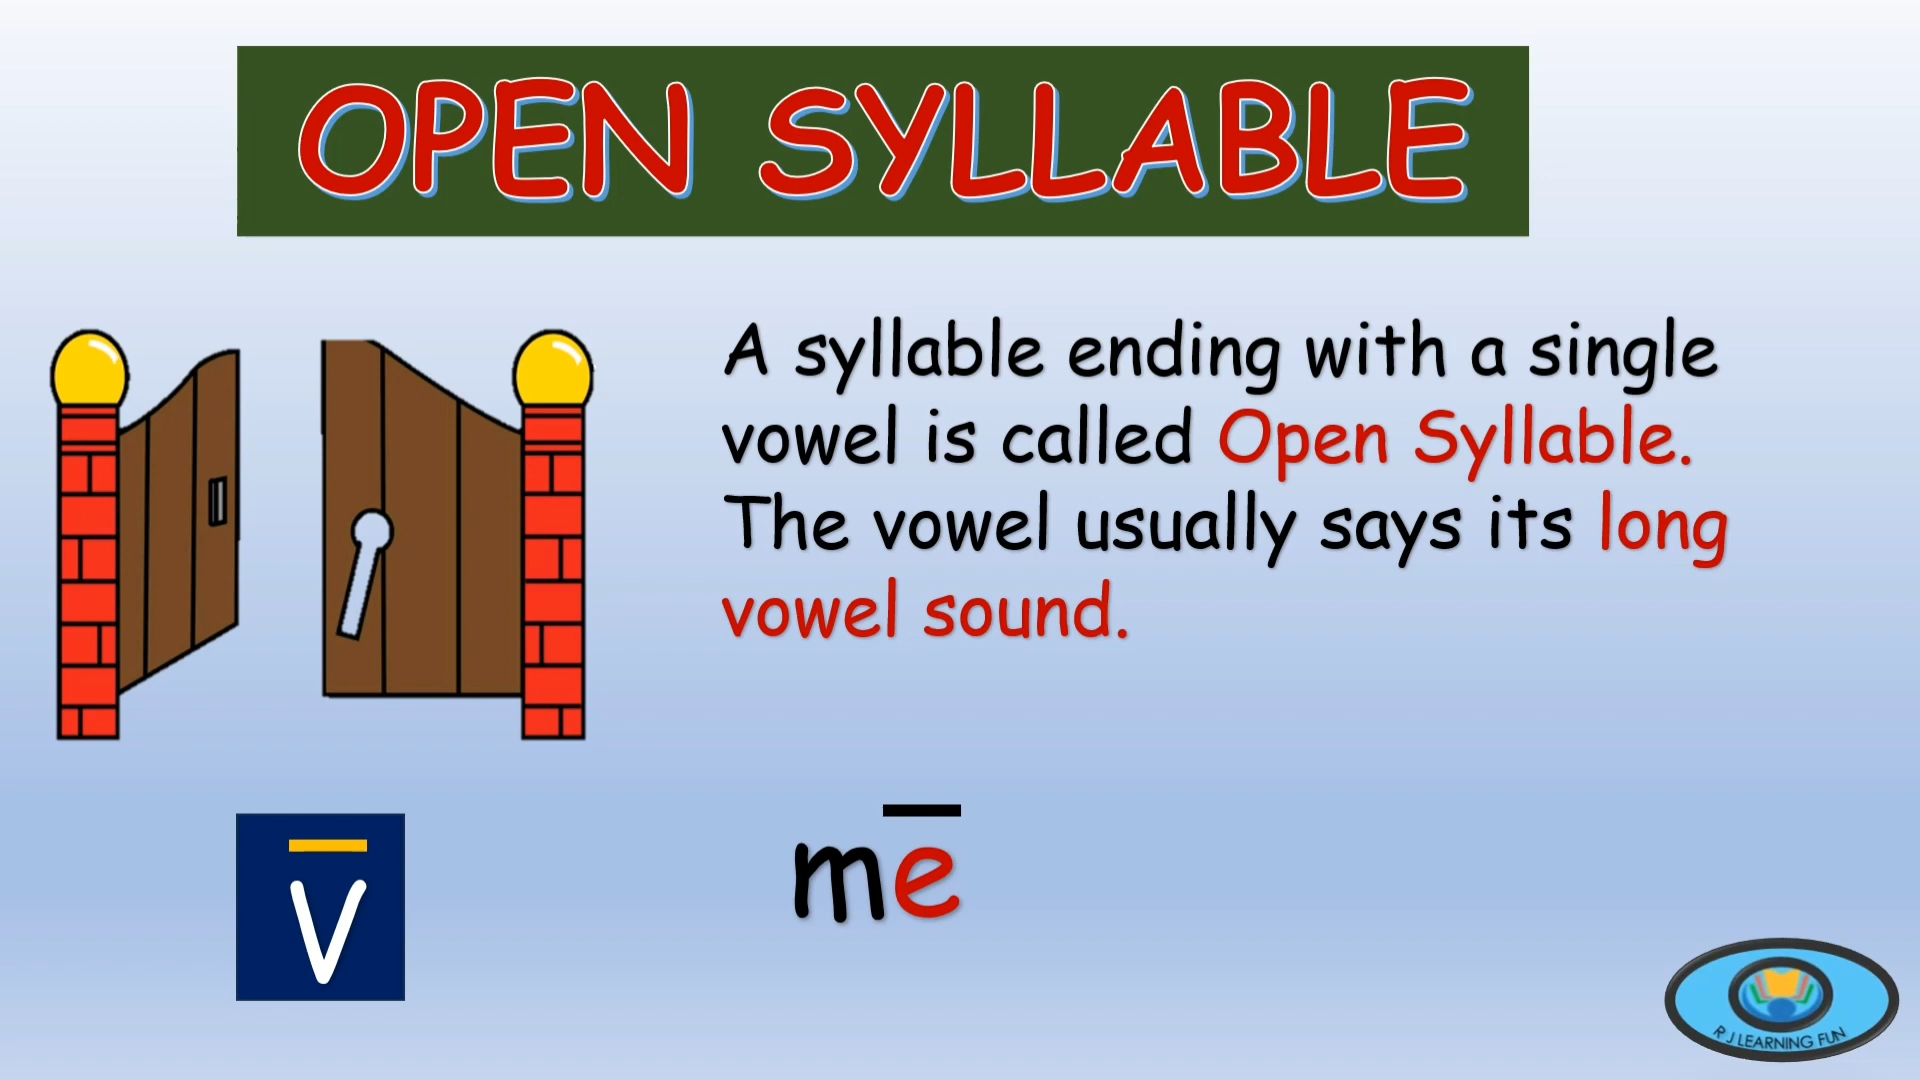 OPEN SYLLABLE
A syllable ending with a single
vowel is called Open Syllable.
The vowel usually says its long
vowel sound.
v̄
mē
R J LEARNING FUN